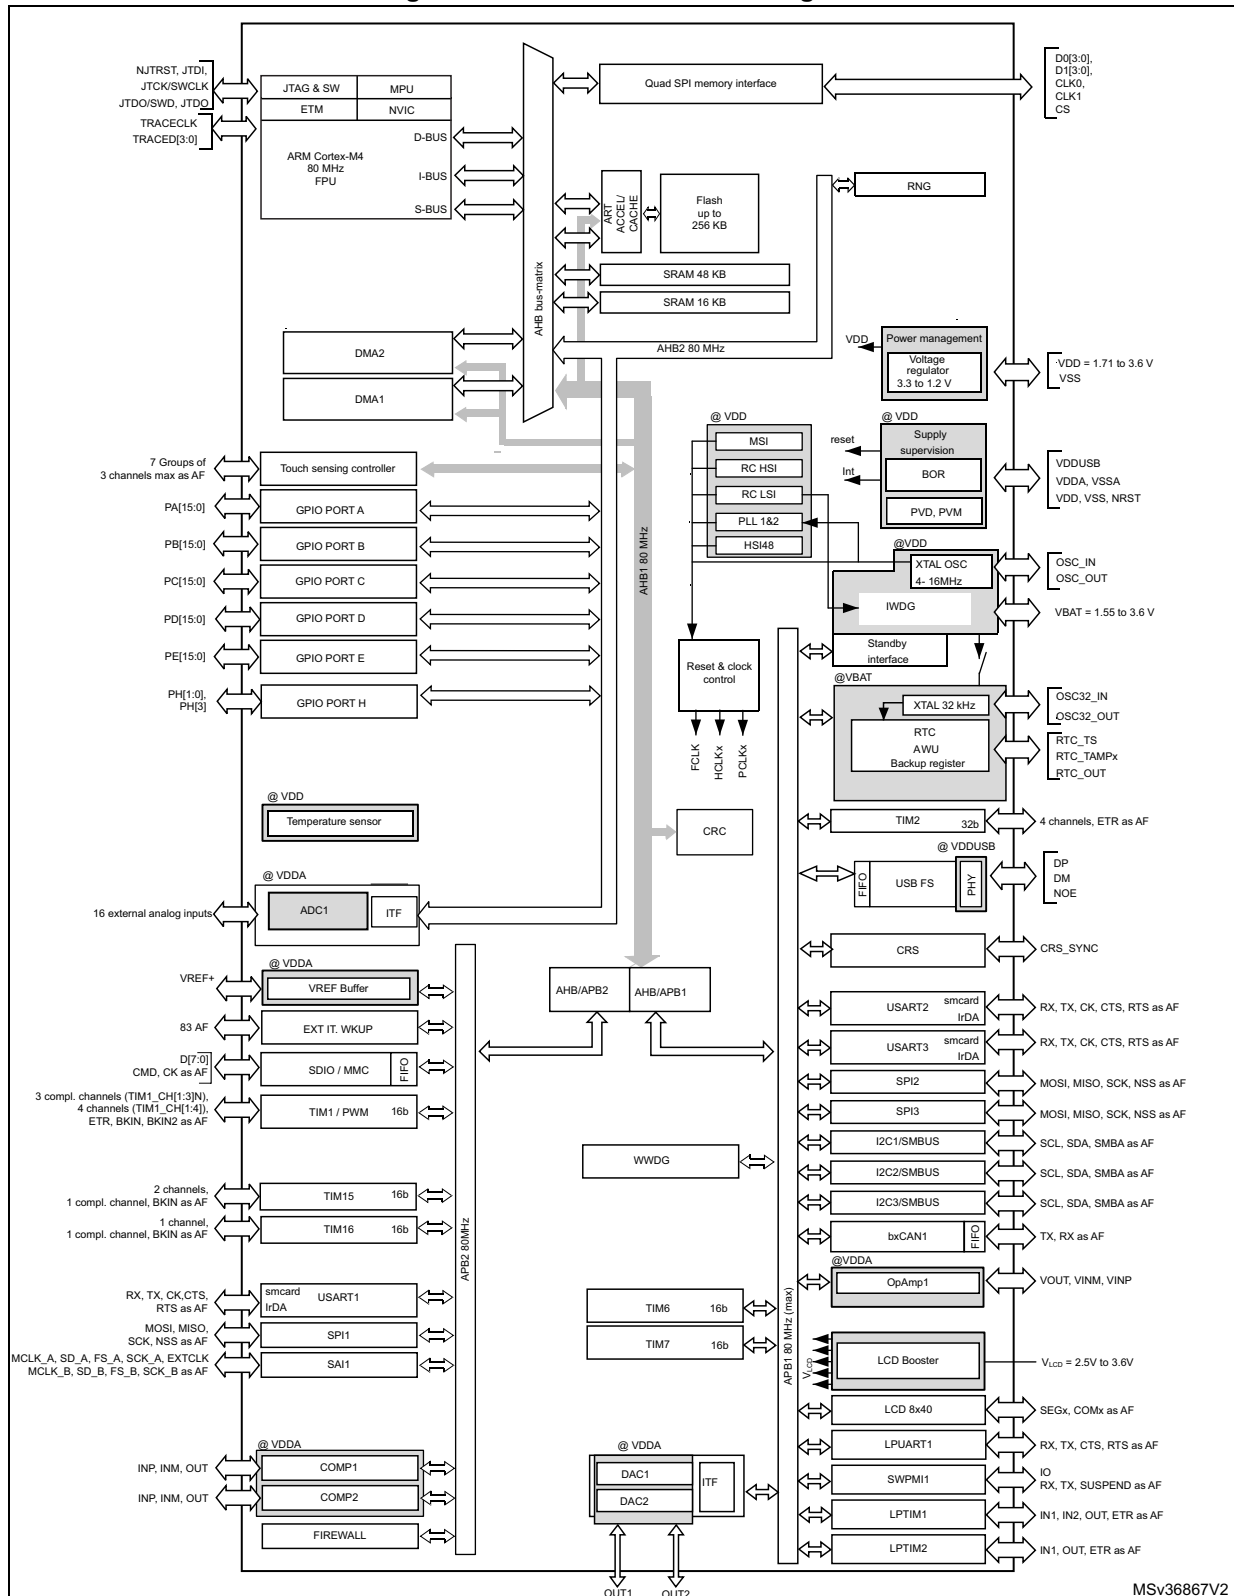 NJTRST, JTDI,
JTCK/SWCLK
JTDO/SWD, JTDO
TRACECLK
TRACED[3:0]
JTAG & SW
MPU
ETM
NVIC
ARM Cortex-M4
80 MHz
FPU
D-BUS
I-BUS
S-BUS
AHB bus-matrix
Quad SPI memory interface
D0[3:0],
D1[3:0],
CLK0,
CLK1
CS
ART
ACCEL/
CACHE
Flash
up to
256 KB
RNG
SRAM 48 KB
SRAM 16 KB
AHB2 80 MHz
DMA2
DMA1
VDD
Power management
Voltage
regulator
3.3 to 1.2 V
VDD = 1.71 to 3.6 V
VSS
@ VDD
MSI
RC HSI
RC LSI
PLL 1&2
HSI48
@ VDD
reset
Int
Supply
supervision
BOR
PVD, PVM
VDDUSB
VDDA, VSSA
VDD, VSS, NRST
7 Groups of
3 channels max as AF
Touch sensing controller
PA[15:0]
GPIO PORT A
PB[15:0]
GPIO PORT B
PC[15:0]
GPIO PORT C
PD[15:0]
GPIO PORT D
PE[15:0]
GPIO PORT E
PH[1:0],
PH[3]
GPIO PORT H
AHB1 80 MHz
@VDD
XTAL OSC
4- 16MHz
IWDG
OSC_IN
OSC_OUT
VBAT = 1.55 to 3.6 V
Standby
interface
Reset & clock
control
FCLK
HCLKx
PCLKx
@VBAT
XTAL 32 kHz
RTC
AWU
Backup register
OSC32_IN
OSC32_OUT
RTC_TS
RTC_TAMPx
RTC_OUT
@ VDD
Temperature sensor
CRC
TIM2
32b
4 channels, ETR as AF
@ VDDUSB
FIFO
USB FS
PHY
DP
DM
NOE
@ VDDA
16 external analog inputs
ADC1
ITF
CRS
CRS_SYNC
@ VDDA
VREF+
VREF Buffer
AHB/APB2
AHB/APB1
83 AF
EXT IT. WKUP
D[7:0]
CMD, CK as AF
SDIO / MMC
FIFO
3 compl. channels (TIM1_CH[1:3]N),
4 channels (TIM1_CH[1:4]),
ETR, BKIN, BKIN2 as AF
TIM1 / PWM
16b
USART2
smcard
IrDA
RX, TX, CK, CTS, RTS as AF
USART3
smcard
IrDA
RX, TX, CK, CTS, RTS as AF
SPI2
MOSI, MISO, SCK, NSS as AF
SPI3
MOSI, MISO, SCK, NSS as AF
I2C1/SMBUS
SCL, SDA, SMBA as AF
WWDG
I2C2/SMBUS
SCL, SDA, SMBA as AF
I2C3/SMBUS
SCL, SDA, SMBA as AF
bxCAN1
FIFO
TX, RX as AF
2 channels,
1 compl. channel, BKIN as AF
TIM15
16b
1 channel,
1 compl. channel, BKIN as AF
TIM16
16b
APB2 80MHz
@VDDA
OpAmp1
VOUT, VINM, VINP
RX, TX, CK,CTS,
RTS as AF
smcard
IrDA
USART1
TIM6
16b
TIM7
16b
APB1 80 MHz (max)
MOSI, MISO,
SCK, NSS as AF
SPI1
MCLK_A, SD_A, FS_A, SCK_A, EXTCLK
MCLK_B, SD_B, FS_B, SCK_B as AF
SAI1
VLCD
LCD Booster
VLCD = 2.5V to 3.6V
LCD 8x40
SEGx, COMx as AF
LPUART1
RX, TX, CTS, RTS as AF
SWPMI1
IO
RX, TX, SUSPEND as AF
LPTIM1
IN1, IN2, OUT, ETR as AF
LPTIM2
IN1, OUT, ETR as AF
@ VDDA
INP, INM, OUT
COMP1
INP, INM, OUT
COMP2
FIREWALL
@ VDDA
DAC1
DAC2
ITF
OUT1
OUT2
MSv36867V2